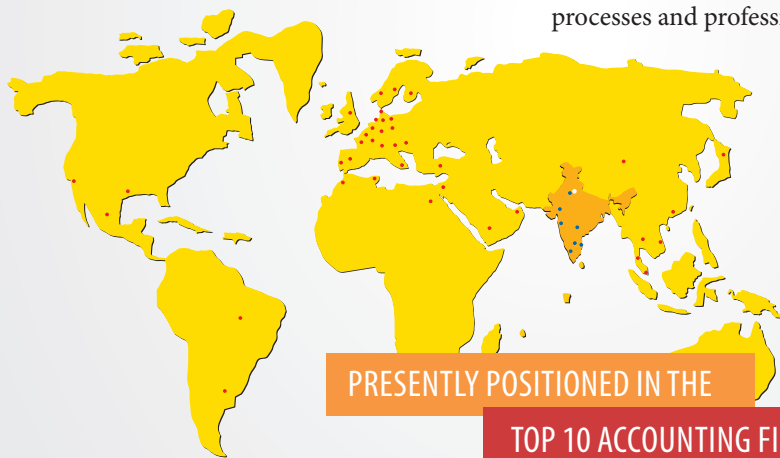 processes and profess
PRESENTLY POSITIONED IN THE
TOP 10 ACCOUNTING FI